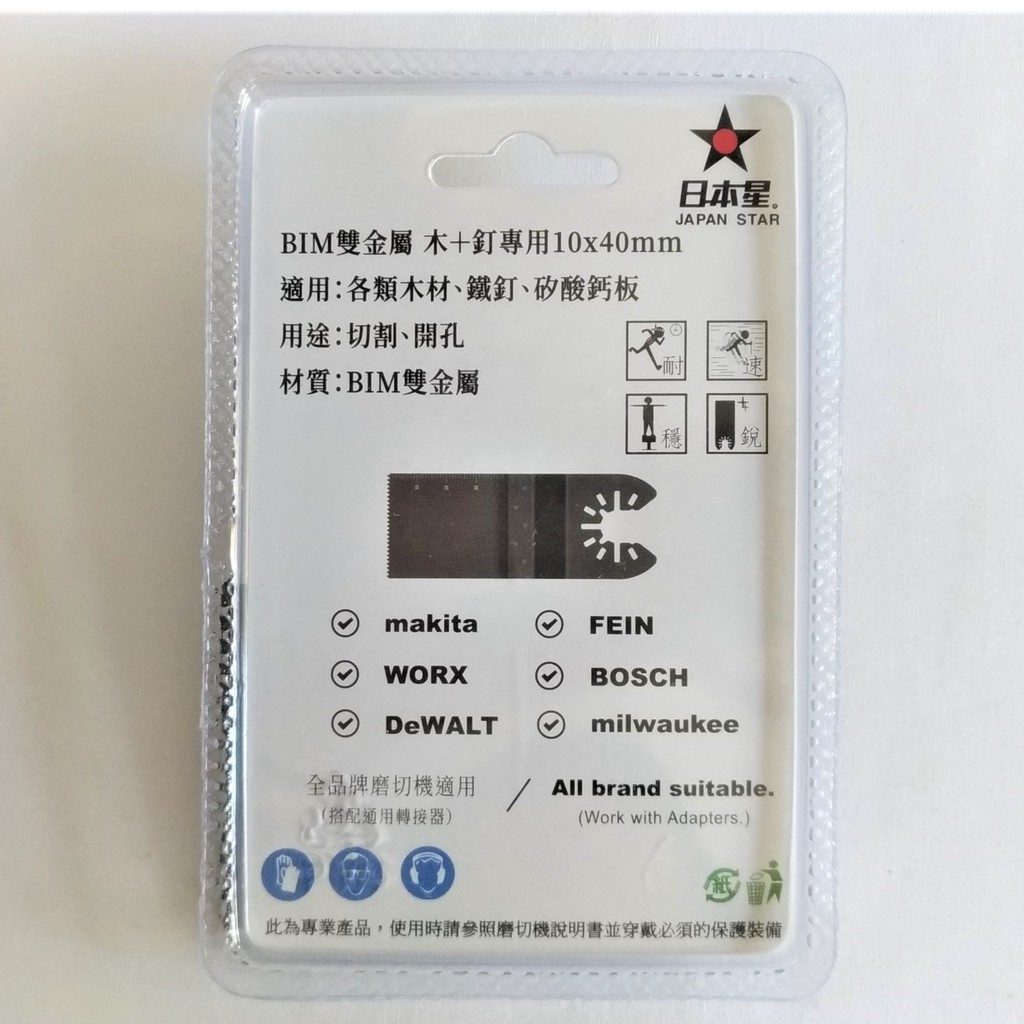 日本星
JAPAN STAR
BIM雙金屬 木+釘專用10x40mm
適用:各類木材、鐵釘、矽酸鈣板
用途:切割、開孔
材質:BIM雙金屬
耐
速
穩
銳
makita
FEIN
WORX
BOSCH
DeWALT
milwaukee
全品牌磨切機適用 / All brand suitable.
(搭配通用轉接器) (Work with Adapters.)
紙
此為專業產品,使用時請參照磨切機說明書並穿戴必須的保護裝備